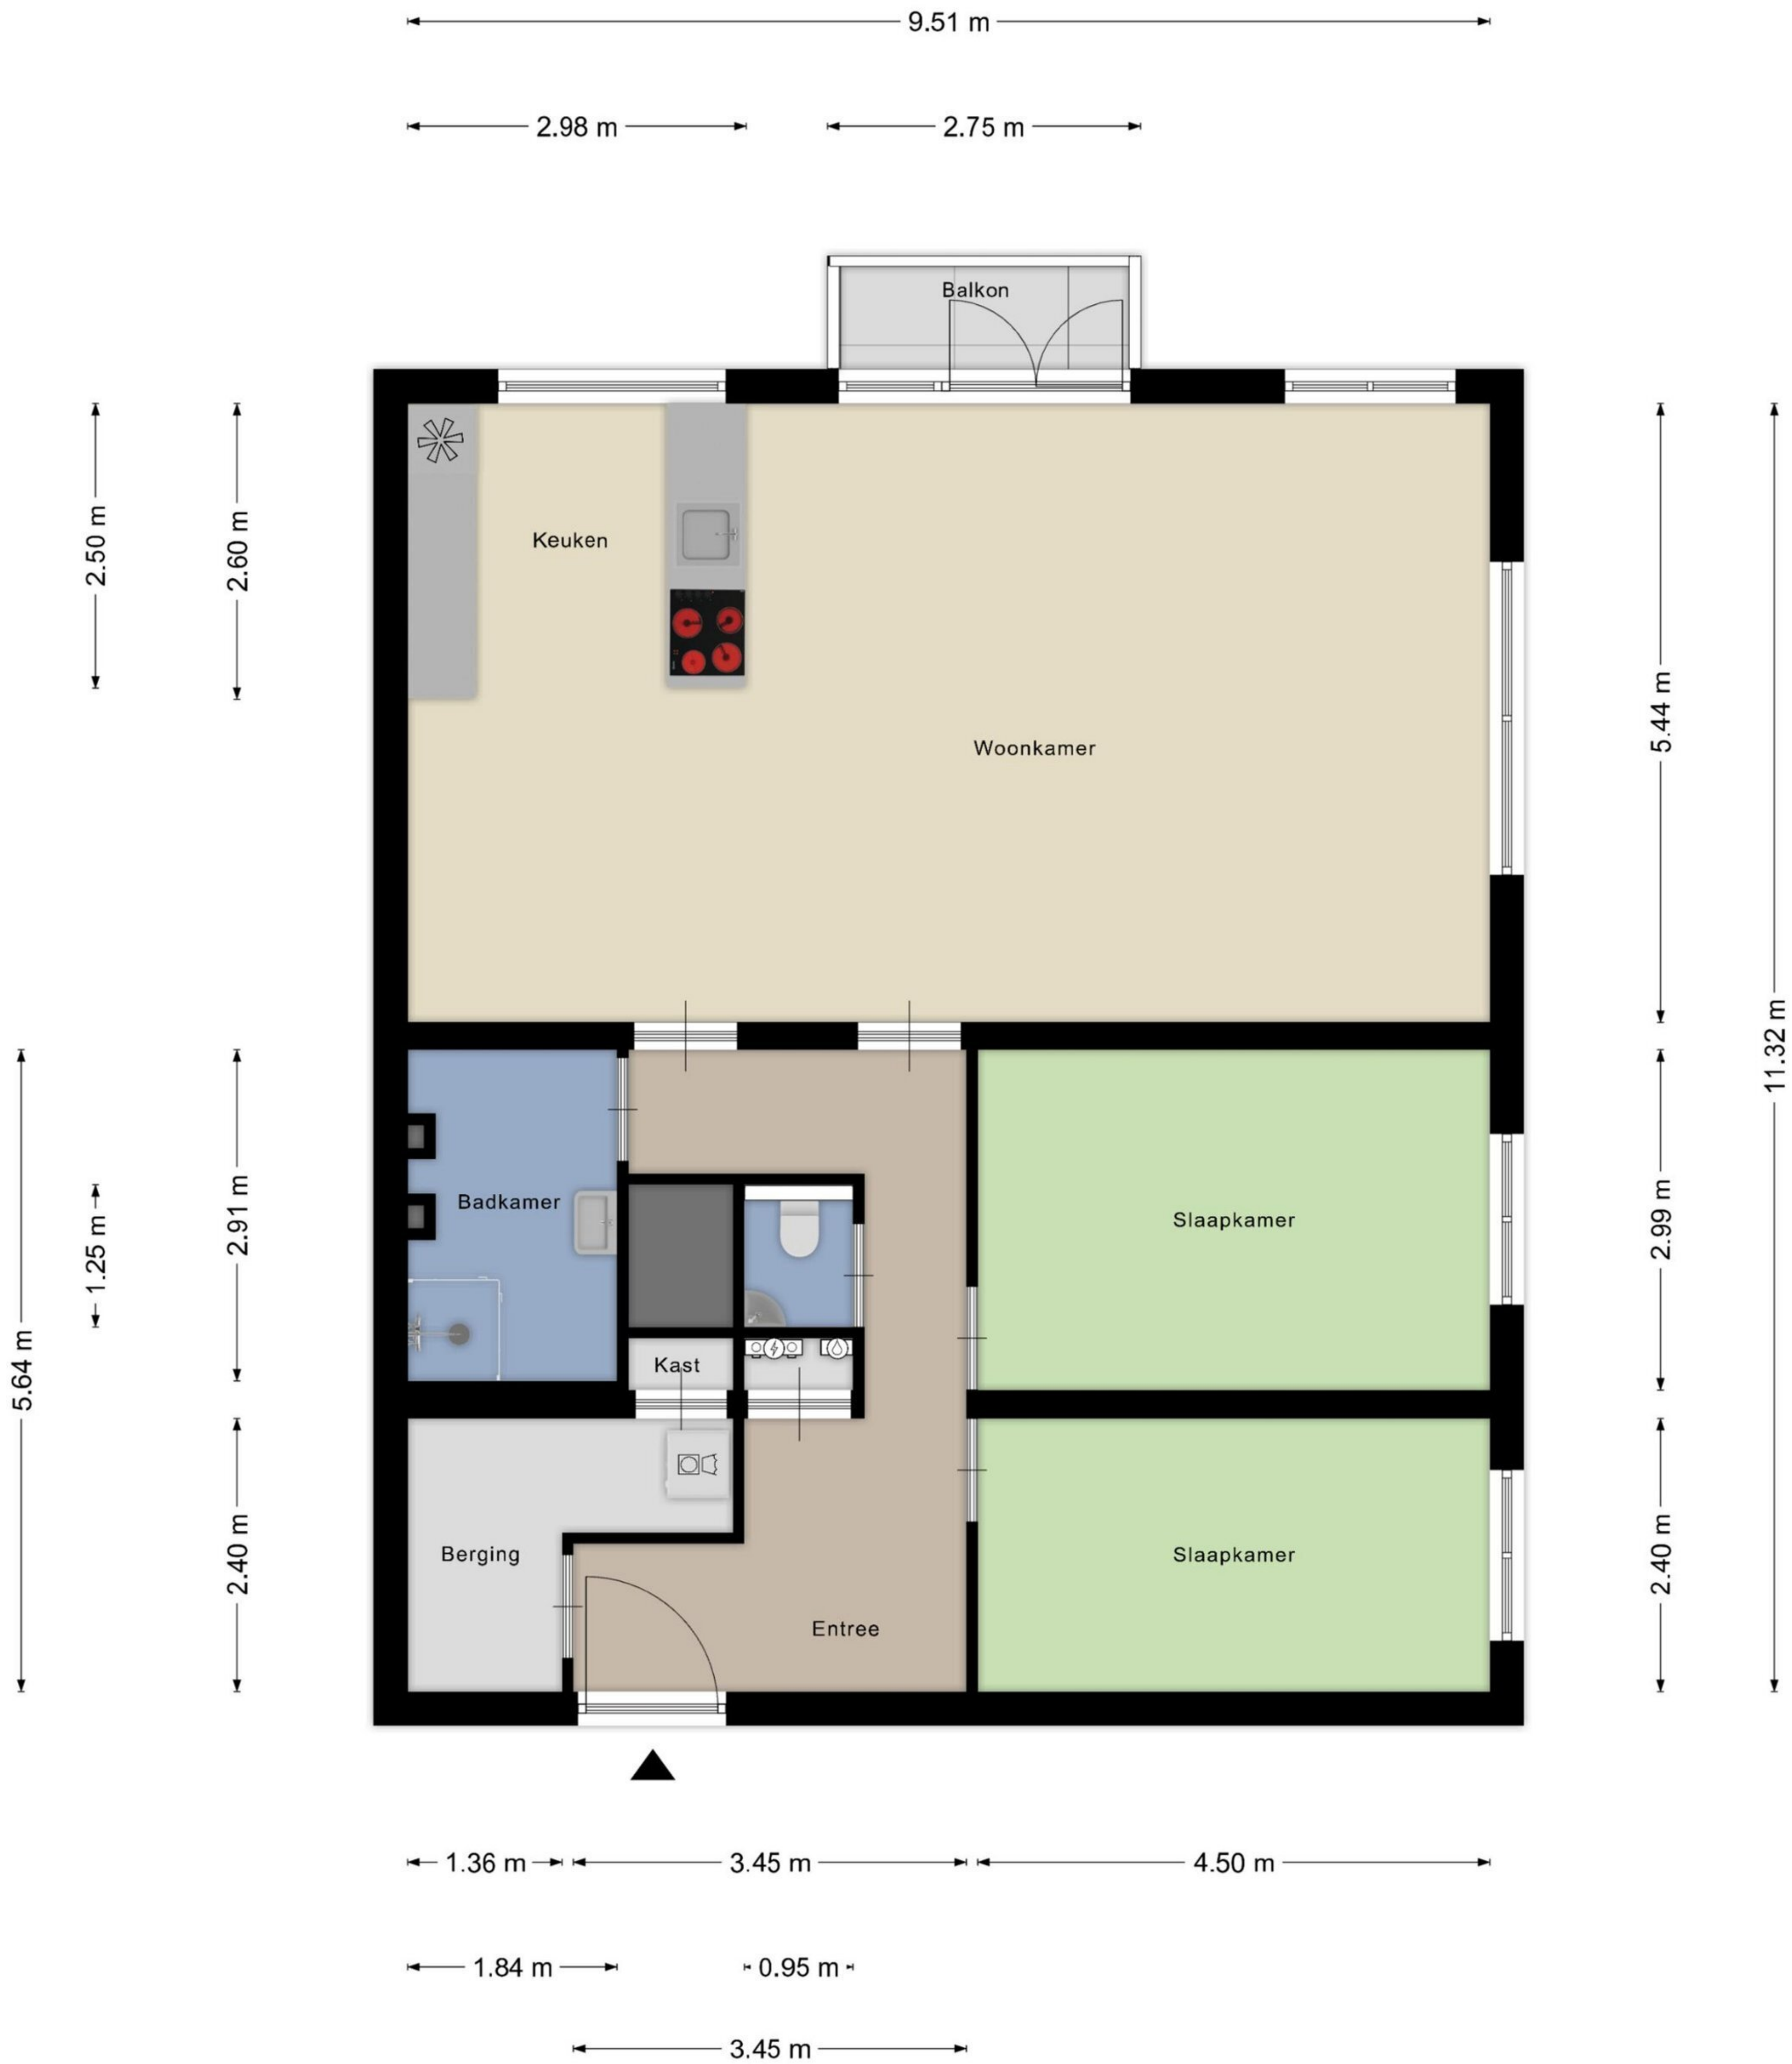 9.51 m
2.98 m
2.75 m
Balkon
2.50 m
2.60 m
Keuken
Woonkamer
5.44 m
11.32 m
5.64 m
1.25 m
2.91 m
Badkamer
Slaapkamer
2.99 m
Kast
2.40 m
Berging
Entree
Slaapkamer
2.40 m
1.36 m
3.45 m
4.50 m
1.84 m
0.95 m
3.45 m